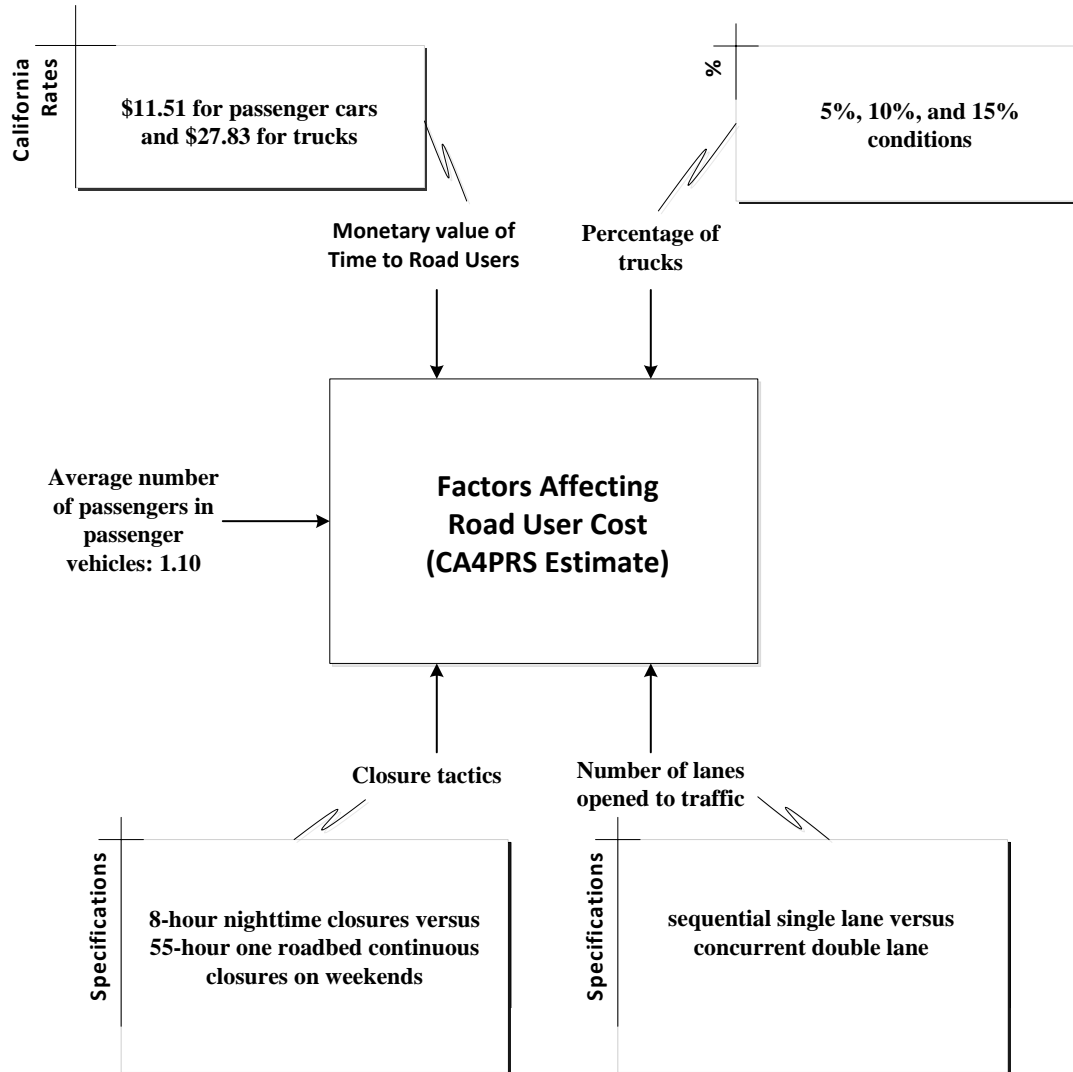 California
Rates
$11.51 for passenger cars
and $27.83 for trucks
%
5%, 10%, and 15%
conditions
Monetary value of
Time to Road Users
Percentage of
trucks
Average number
of passengers in
passenger
vehicles: 1.10
Factors Affecting
Road User Cost
(CA4PRS Estimate)
Closure tactics
Number of lanes
opened to traffic
Specifications
8-hour nighttime closures versus
55-hour one roadbed continuous
closures on weekends
Specifications
sequential single lane versus
concurrent double lane